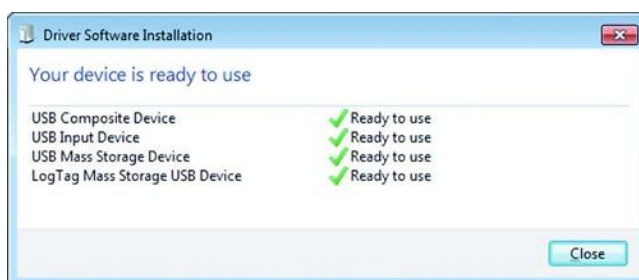 Driver Software Installation
Your device is ready to use
USB Composite Device Ready to use
USB Input Device Ready to use
USB Mass Storage Device Ready to use
LogTag Mass Storage USB Device Ready to use
Close